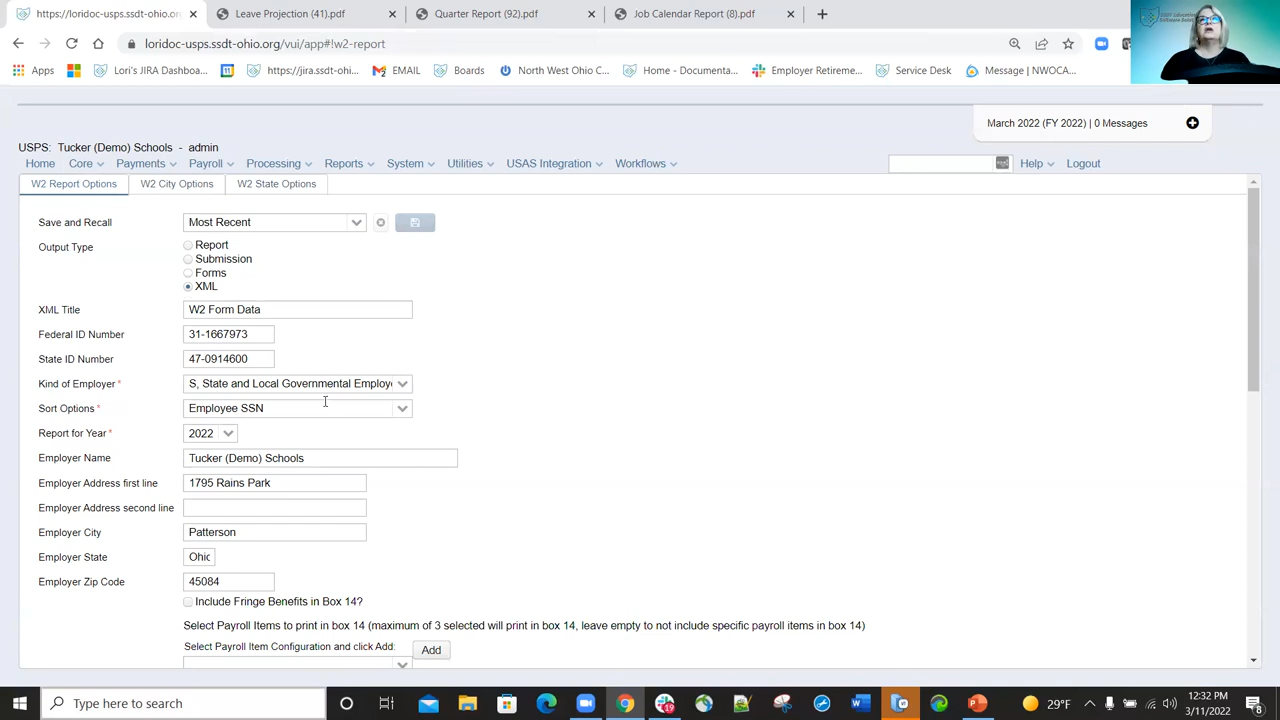 https://loridoc-usps.ssdt-ohio.org/ × Leave Projection (41).pdf × Quarter Report (92).pdf × Job Calendar Report (8).pdf × +
loridoc-usps.ssdt-ohio.org/vui/app#!w2-report
Apps Lori's JIRA Dashboa... https://jira.ssdt-ohi... EMAIL Boards North West Ohio C... Home - Documenta... Employer Retireme... Service Desk Message | NWOCA...
March 2022 (FY 2022) | 0 Messages
USPS: Tucker (Demo) Schools - admin
Home Core Payments Payroll Processing Reports System Utilities USAS Integration Workflows Help Logout
W2 Report Options W2 City Options W2 State Options
Save and Recall Most Recent
Output Type Report
Submission
Forms
XML
XML Title W2 Form Data
Federal ID Number 31-1667973
State ID Number 47-0914600
Kind of Employer * S, State and Local Governmental Employ
Sort Options * Employee SSN
Report for Year * 2022
Employer Name Tucker (Demo) Schools
Employer Address first line 1795 Rains Park
Employer Address second line
Employer City Patterson
Employer State Ohic
Employer Zip Code 45084
Include Fringe Benefits in Box 14?
Select Payroll Items to print in box 14 (maximum of 3 selected will print in box 14, leave empty to not include specific payroll items in box 14)
Select Payroll Item Configuration and click Add: Add
Type here to search 19 29°F 12:32 PM
3/11/2022 8